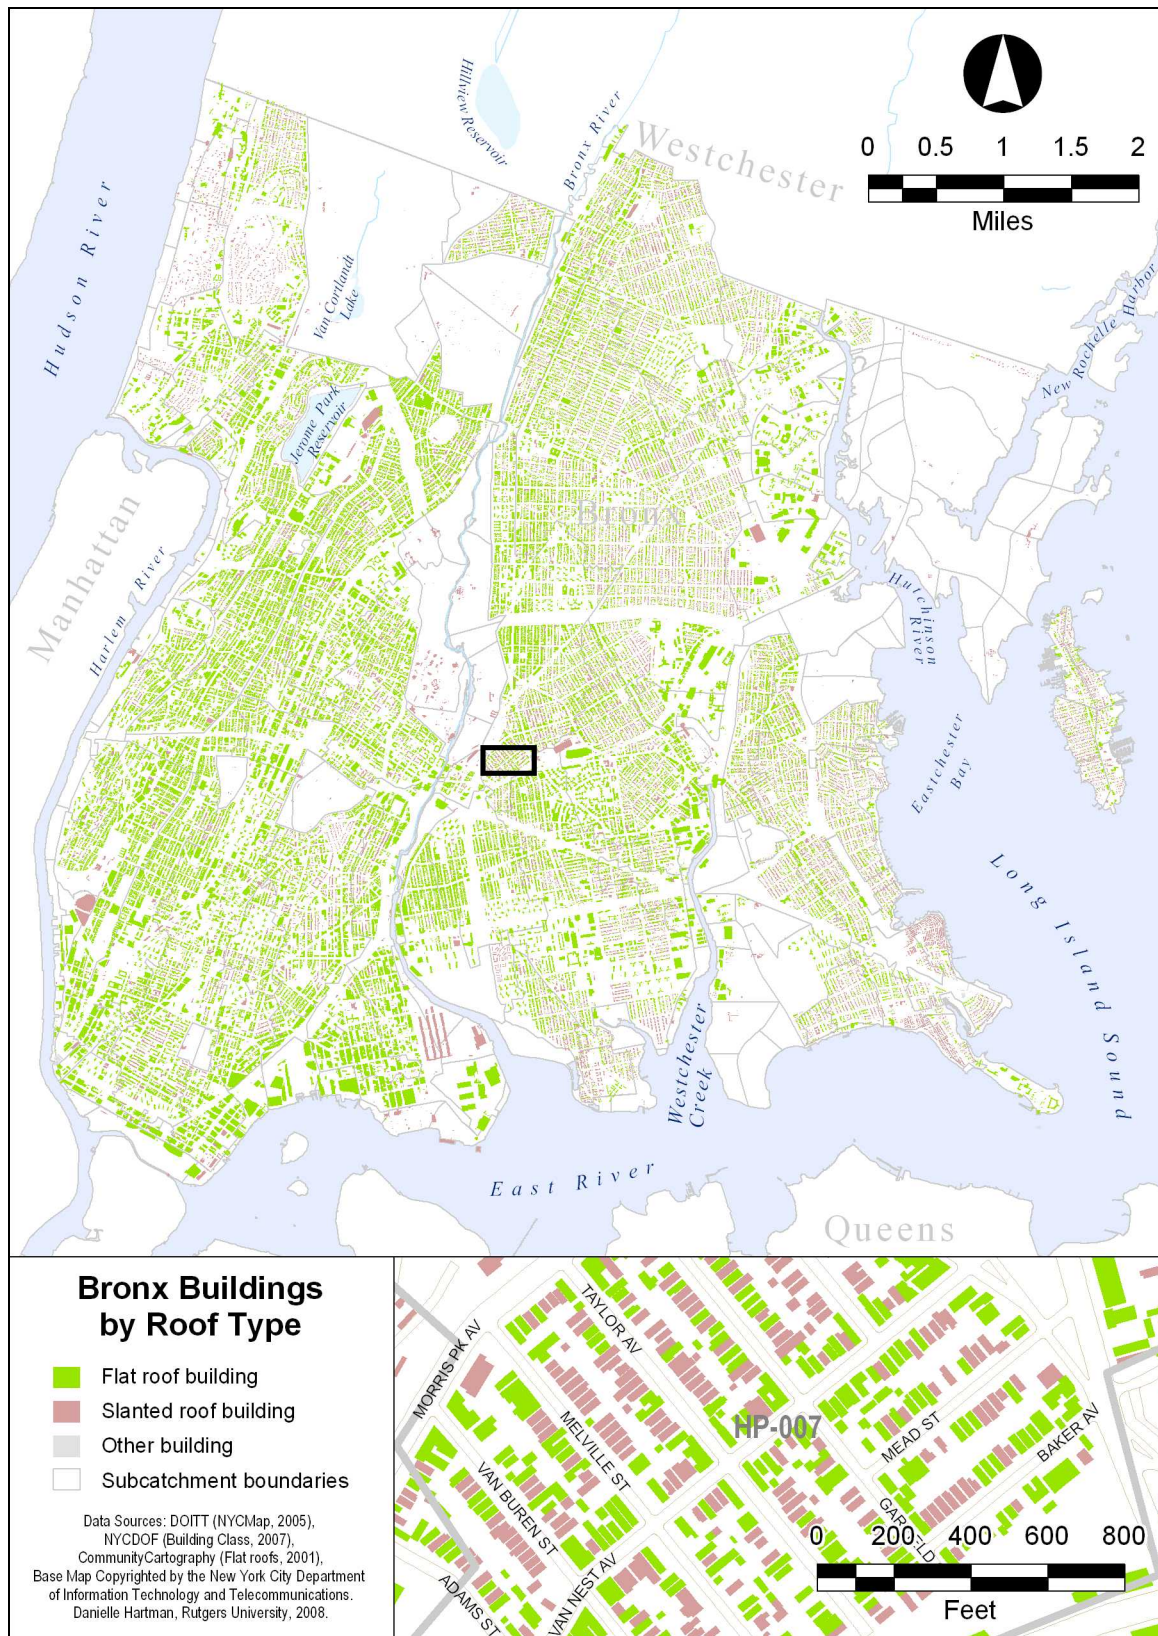 Hillview Reservoir
Bronx River
Westchester
0 0.5 1 1.5 2
Miles
Hudson River
Van Cortlandt
Lake
New Rochelle Harbor
Jerome Park
Reservoir
Manhattan
Bronx
Harlem River
Hutchinson
River
Eastchester
Bay
Long Island Sound
Westchester
Creek
East River
Queens
Bronx Buildings
by Roof Type
Flat roof building
Slanted roof building
Other building
Subcatchment boundaries
Data Sources: DOITT (NYCMap, 2005),
NYCDOF (Building Class, 2007),
CommunityCartography (Flat roofs, 2001),
Base Map Copyrighted by the New York City Department
of Information Technology and Telecommunications.
Danielle Hartman, Rutgers University, 2008.
TAYLOR AV
MORRIS PK AV
HP-007
MELVILLE ST
MEAD ST
BAKER AV
VAN BUREN ST
GARFIELD
ADAMS ST
VAN NEST AV
0 200 400 600 800
Feet